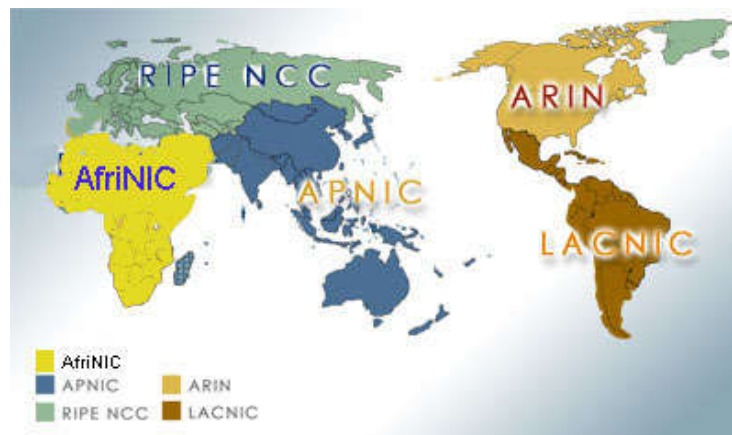 RIPE NCC
ARIN
AfriNIC
APNIC
LACNIC
AfriNIC
APNIC ARIN
RIPE NCC LACNIC